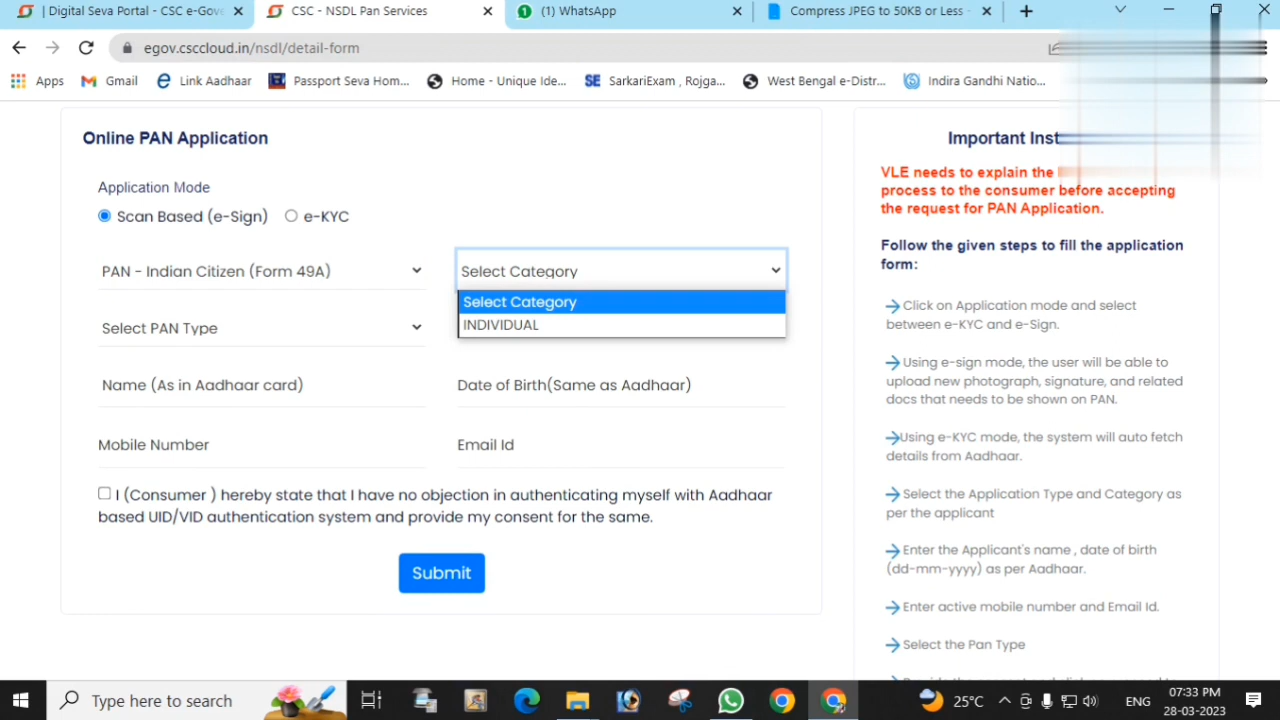 | Digital Seva Portal - CSC e-Gove
CSC - NSDL Pan Services
(1) WhatsApp
Compress JPEG to 50KB or Less -
egov.csccloud.in/nsdl/detail-form
Apps
Gmail
Link Aadhaar
Passport Seva Hom...
Home - Unique Ide...
SarkariExam , Rojga...
West Bengal e-Distr...
Indira Gandhi Natio...
Online PAN Application
Application Mode
Scan Based (e-Sign)
e-KYC
PAN - Indian Citizen (Form 49A)
Select Category
Select Category
INDIVIDUAL
Select PAN Type
Name (As in Aadhaar card)
Date of Birth(Same as Aadhaar)
Mobile Number
Email Id
I (Consumer ) hereby state that I have no objection in authenticating myself with Aadhaar
based UID/VID authentication system and provide my consent for the same.
Submit
Important Inst
VLE needs to explain the
process to the consumer before accepting
the request for PAN Application.
Follow the given steps to fill the application
form:
Click on Application mode and select
between e-KYC and e-Sign.
Using e-sign mode, the user will be able to
upload new photograph, signature, and related
docs that needs to be shown on PAN.
Using e-KYC mode, the system will auto fetch
details from Aadhaar.
Select the Application Type and Category as
per the applicant
Enter the Applicant's name , date of birth
(dd-mm-yyyy) as per Aadhaar.
Enter active mobile number and Email Id.
Select the Pan Type
Type here to search
25°C
ENG
07:33 PM
28-03-2023